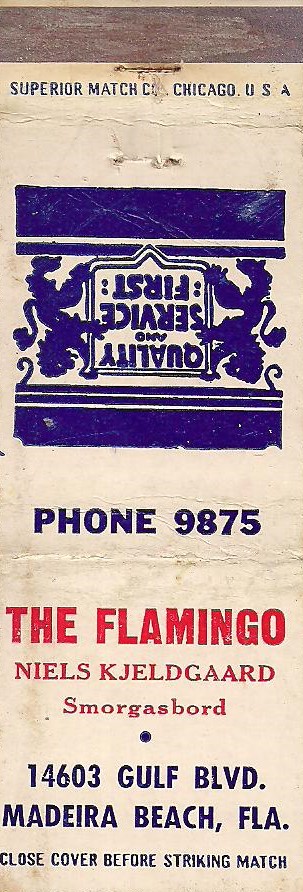 SUPERIOR MATCH CO. CHICAGO. U S A
QUALITY
AND
SERVICE
FIRST:
PHONE 9875
THE FLAMINGO
NIELS KJELDGAARD
Smorgasbord
•
14603 GULF BLVD.
MADEIRA BEACH, FLA.
CLOSE COVER BEFORE STRIKING MATCH